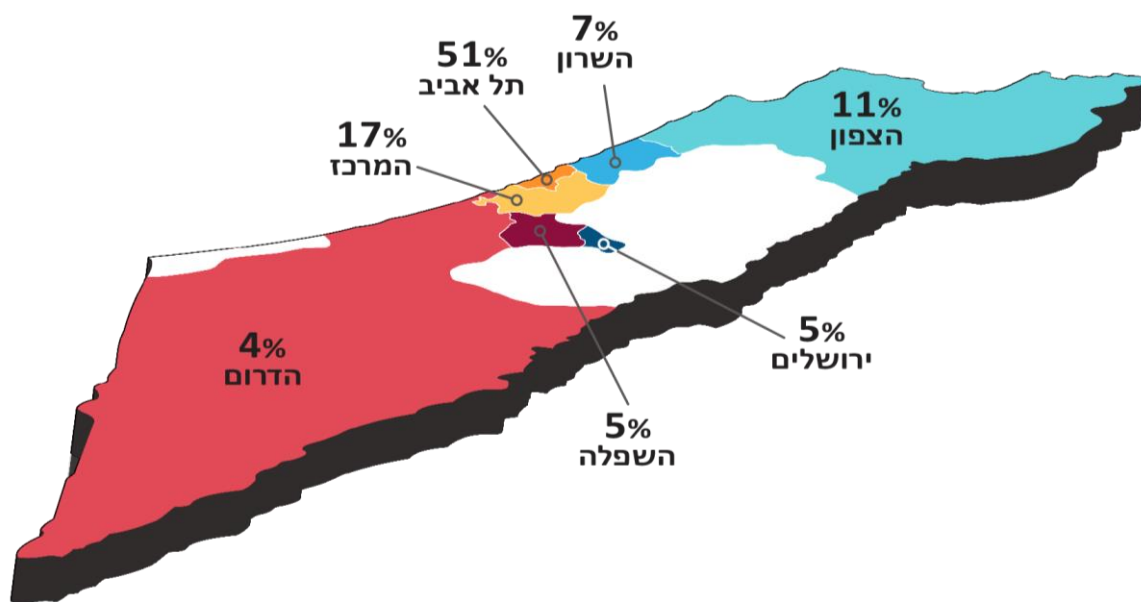 7%
השרון
51%
תל אביב
17%
המרכז
11%
הצפון
4%
הדרום
5%
ירושלים
5%
השפלה